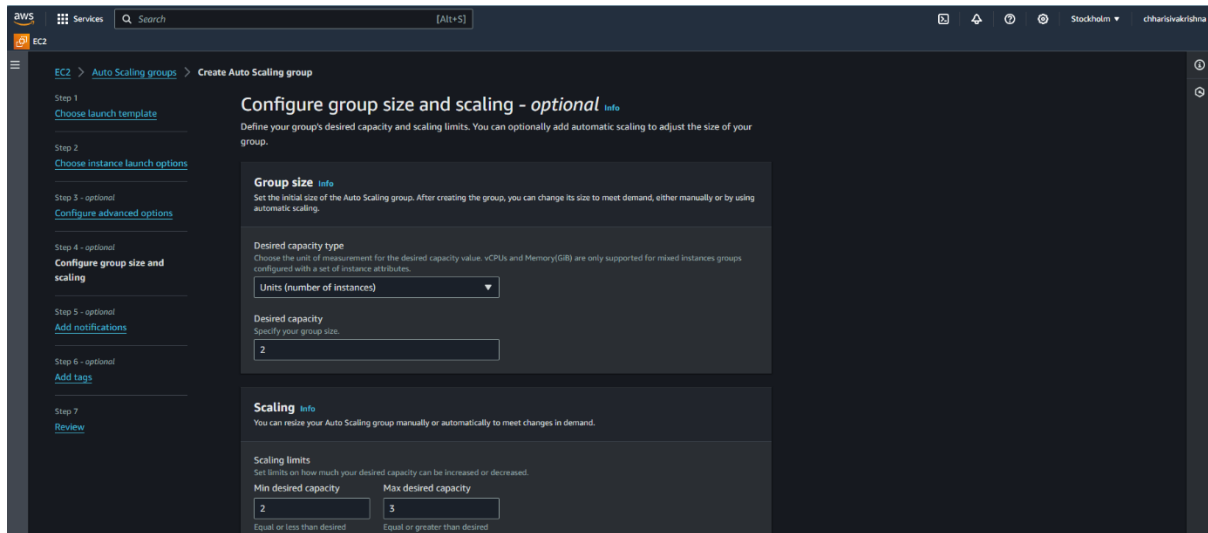 aws
Services
Search
[Alt+S]
Stockholm
chharisivakrishna
EC2
EC2 > Auto Scaling groups > Create Auto Scaling group
Step 1
Choose launch template
Step 2
Choose instance launch options
Step 3 - optional
Configure advanced options
Step 4 - optional
Configure group size and
scaling
Step 5 - optional
Add notifications
Step 6 - optional
Add tags
Step 7
Review
Configure group size and scaling - optional Info
Define your group's desired capacity and scaling limits. You can optionally add automatic scaling to adjust the size of your
group.
Group size Info
Set the initial size of the Auto Scaling group. After creating the group, you can change its size to meet demand, either manually or by using
automatic scaling.
Desired capacity type
Choose the unit of measurement for the desired capacity value. vCPUs and Memory(GiB) are only supported for mixed instances groups
configured with a set of instance attributes.
Units (number of instances)
Desired capacity
Specify your group size.
2
Scaling Info
You can resize your Auto Scaling group manually or automatically to meet changes in demand.
Scaling limits
Set limits on how much your desired capacity can be increased or decreased.
Min desired capacity
Max desired capacity
2
3
Equal or less than desired
Equal or greater than desired